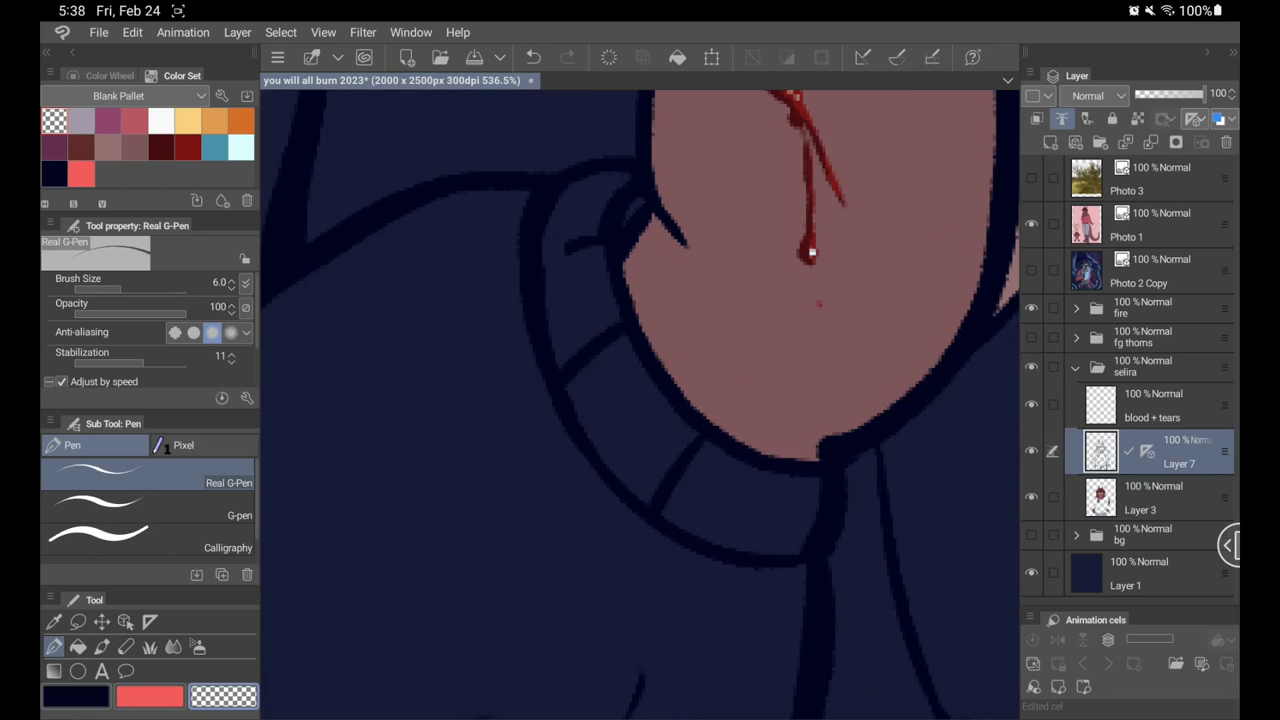 5:38 Fri, Feb 24
100%
File Edit Animation Layer Select View Filter Window Help
Color Wheel Color Set
you will all burn 2023* (2000 x 2500px 300dpi 536.5%)
Blank Pallet
H S V
Tool property: Real G-Pen
Real G-Pen
Brush Size 6.0
Opacity 100
Anti-aliasing
Stabilization 11
Adjust by speed
Sub Tool: Pen
Pen Pixel
Real G-Pen
G-pen
Calligraphy
Tool
Layer
Normal 100
100 %Normal
Photo 3
100 %Normal
Photo 1
100 %Normal
Photo 2 Copy
100 %Normal
fire
100 %Normal
fg thorns
100 %Normal
selira
100 %Normal
blood + tears
100 %Norm
Layer 7
100 %Normal
Layer 3
100 %Normal
bg
100 %Normal
Layer 1
Animation cels
Edited cel